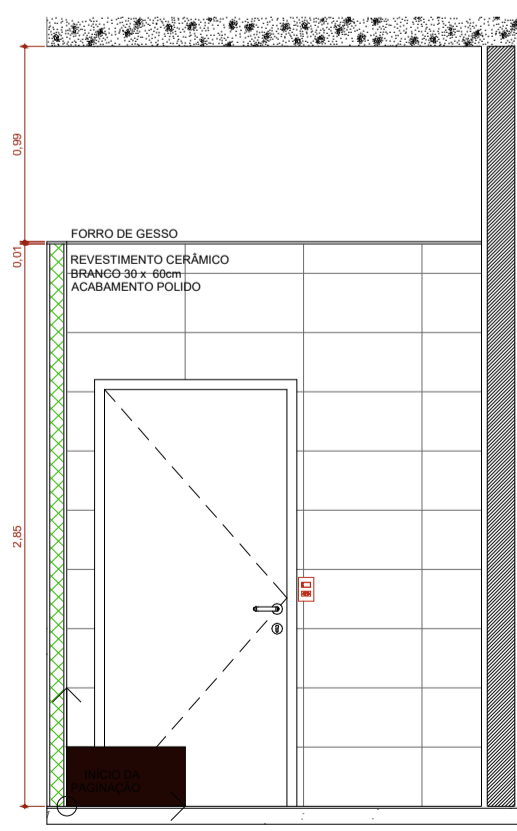 0,99
FORRO DE GESSO
0,01
REVESTIMENTO CERÂMICO
BRANCO 30 x 60cm
ACABAMENTO POLIDO
2,85
INÍCIO DA
PAGINAÇÃO